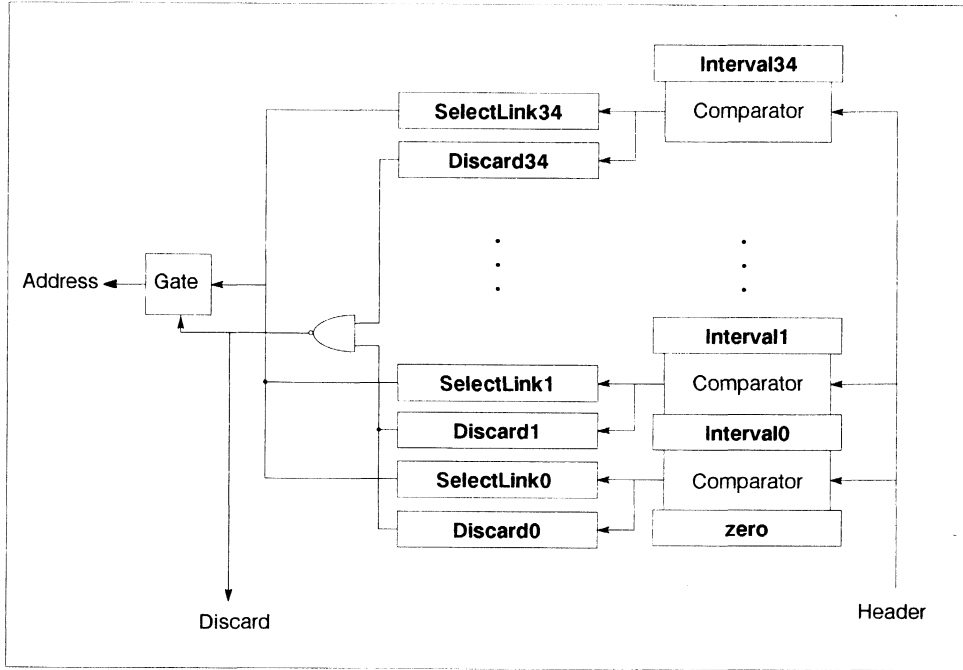 Interval34
SelectLink34
Comparator
Discard34
Address
Gate
Interval1
SelectLink1
Comparator
Discard1
Interval0
SelectLink0
Comparator
Discard0
zero
Discard
Header